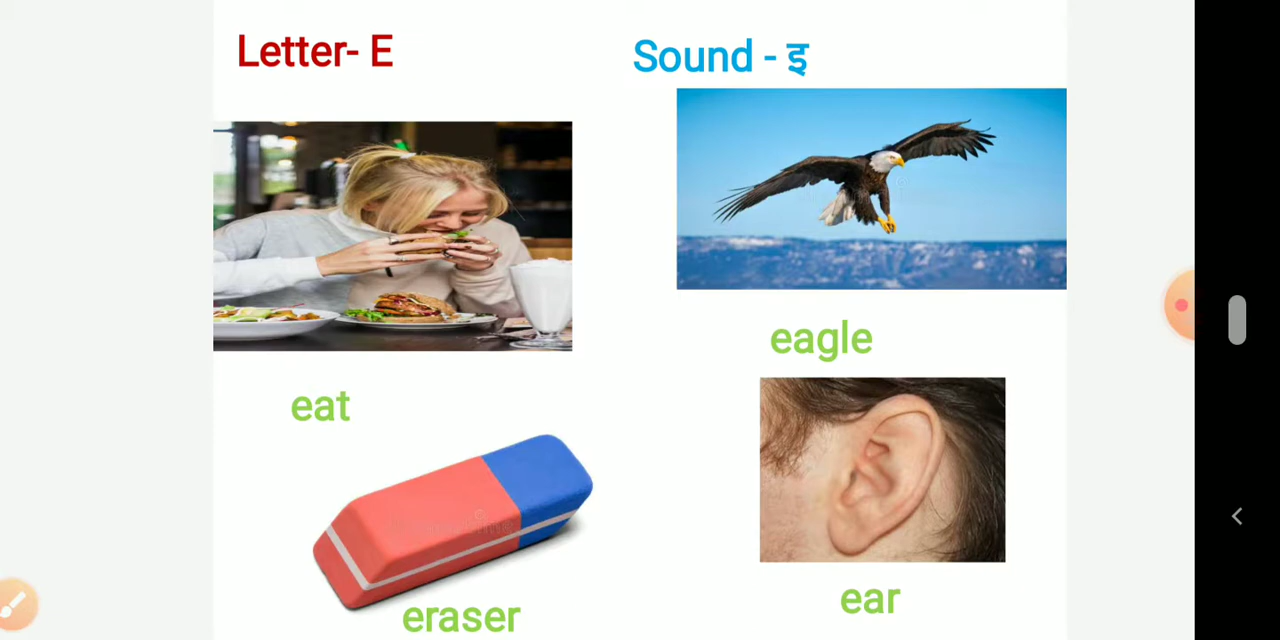 Letter- E
Sound - इ
eat
eagle
eraser
ear